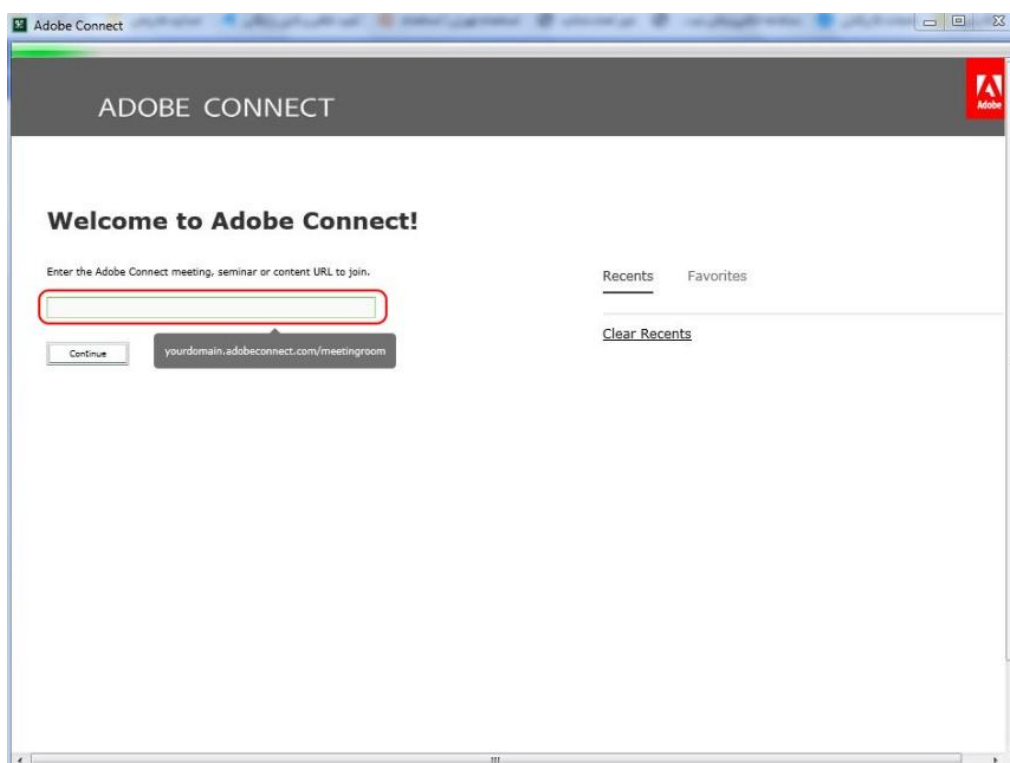 Adobe Connect
ADOBE CONNECT
Adobe
Welcome to Adobe Connect!
Enter the Adobe Connect meeting, seminar or content URL to join.
Continue
yourdomain.adobeconnect.com/meetingroom
Recents Favorites
Clear Recents